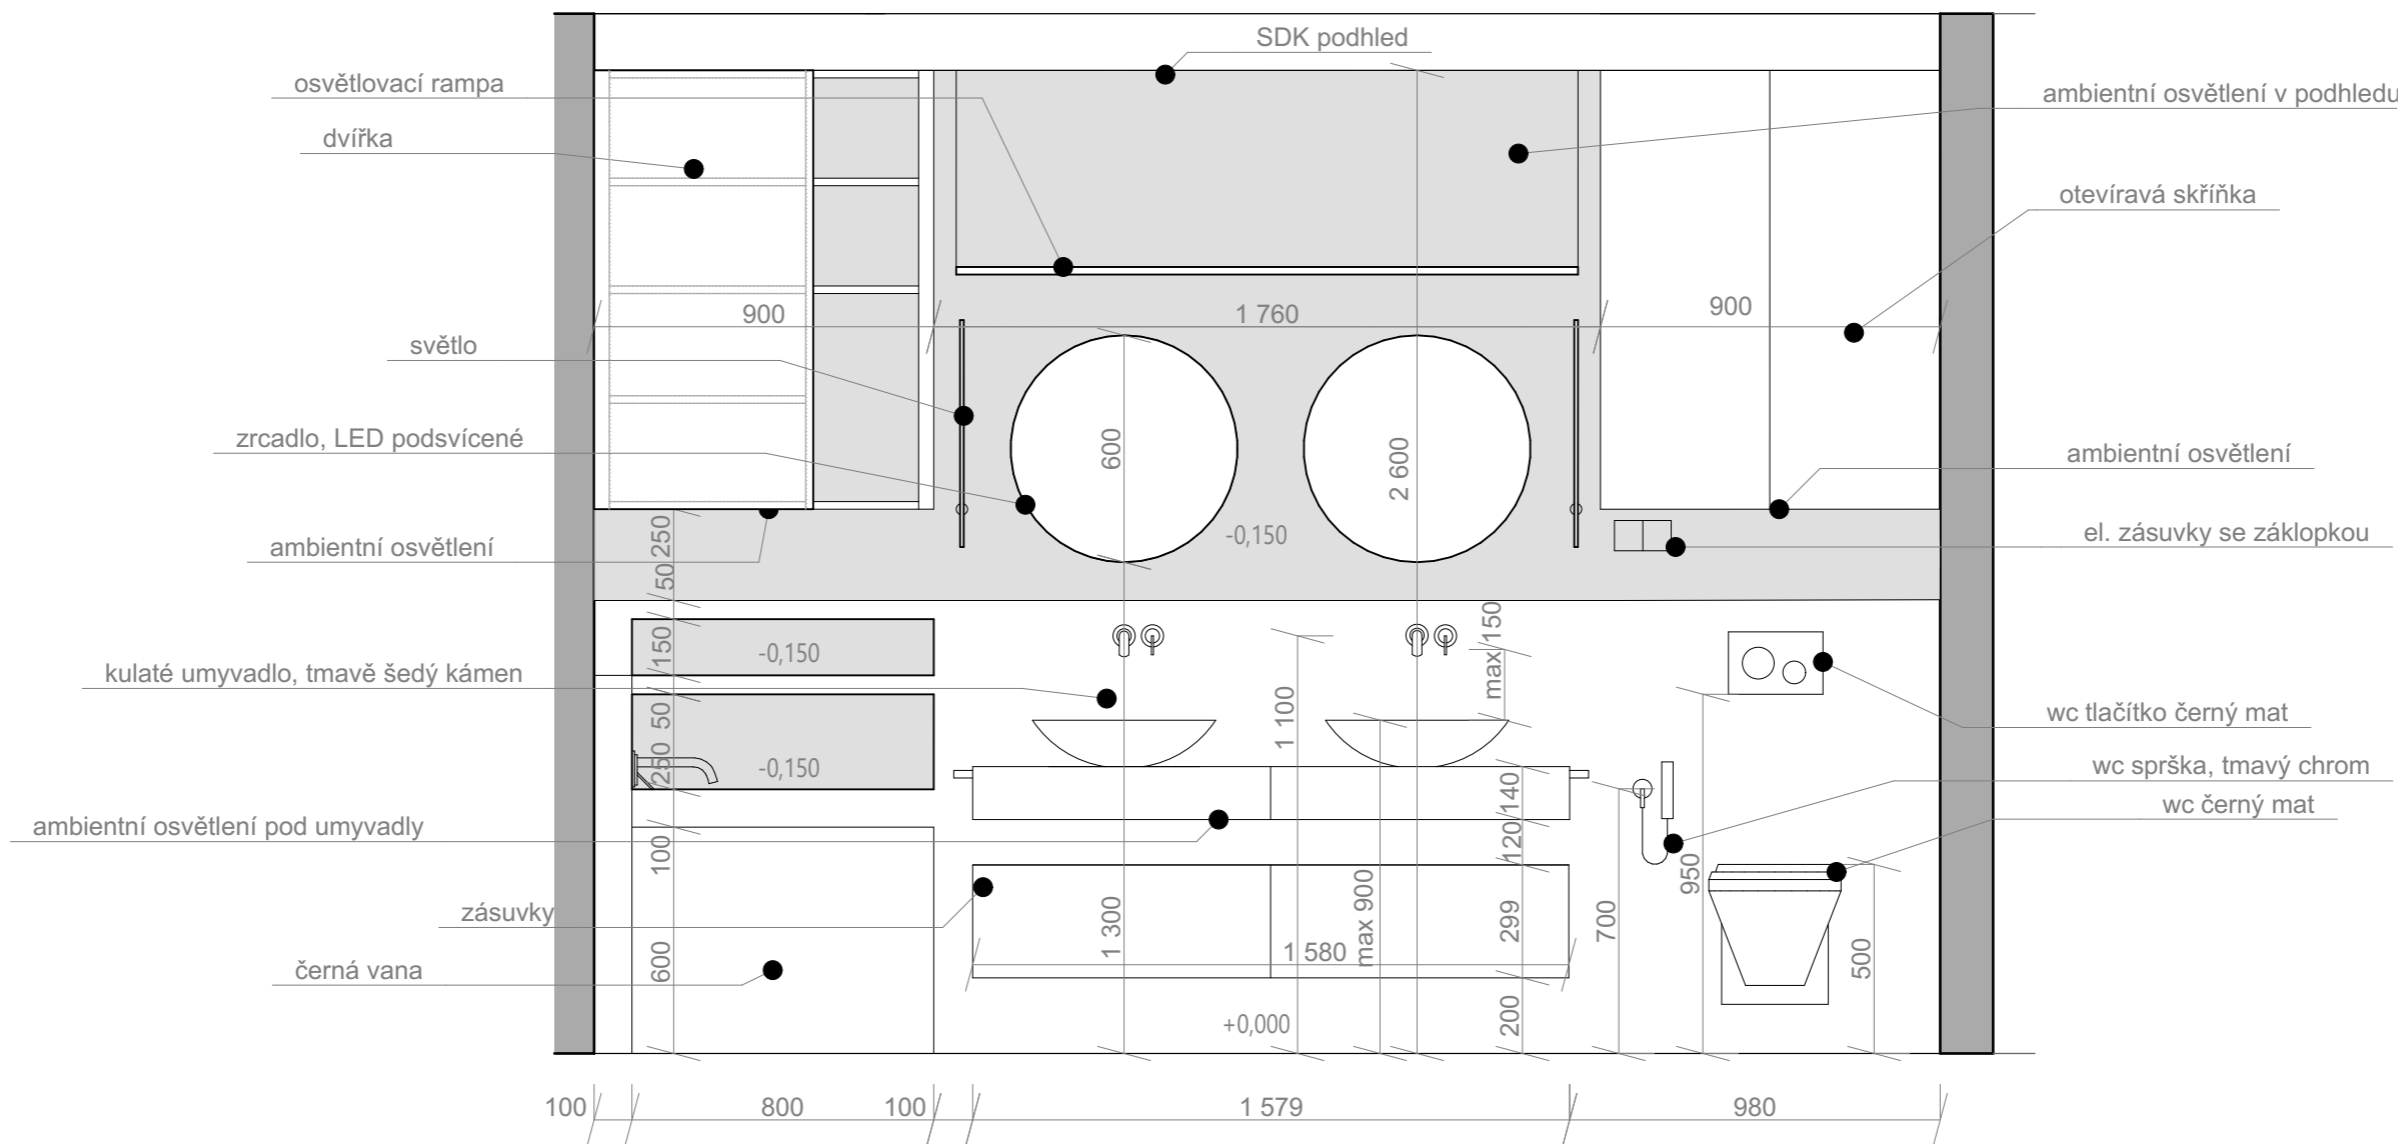 SDK podhled
osvětlovací rampa
ambientní osvětlení v podhledu
dvířka
otevíravá skříňka
900
1 760
900
světlo
zrcadlo, LED podsvícené
600
2 600
ambientní osvětlení
ambientní osvětlení
250
-0,150
el. zásuvky se záklopkou
50
150
-0,150
max 150
kulaté umyvadlo, tmavě šedý kámen
50
1 100
wc tlačítko černý mat
250
-0,150
140
wc sprška, tmavý chrom
wc černý mat
ambientní osvětlení pod umyvadly
100
120
950
zásuvky
1 300
max 900
299
700
1 580
černá vana
600
500
+0,000
200
100
800
100
1 579
980